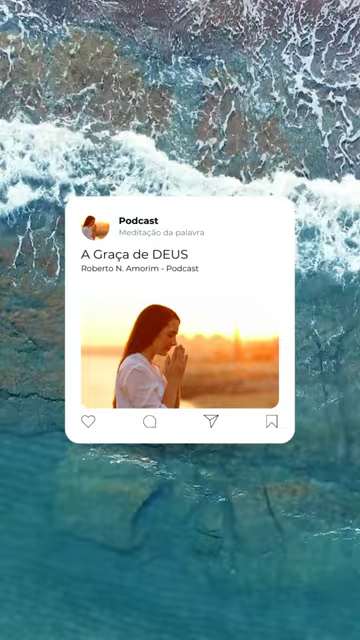 Podcast
Meditação da palavra
A Graça de DEUS
Roberto N. Amorim - Podcast